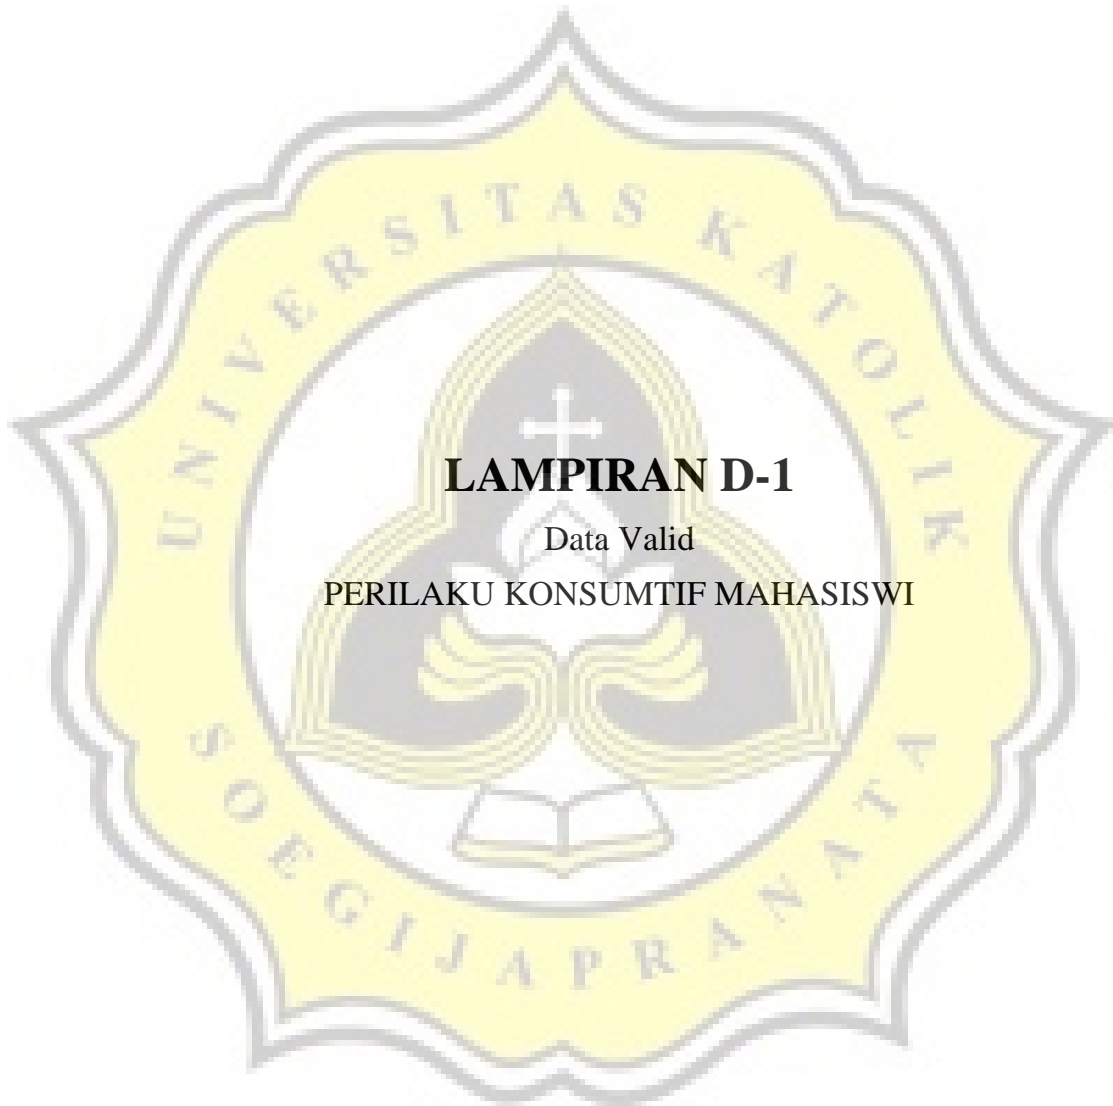 UNIVERSITAS KATOLIK
LAMPIRAN D-1
Data Valid
PERILAKU KONSUMTIF MAHASISWI
SOEGIJAPRANATA